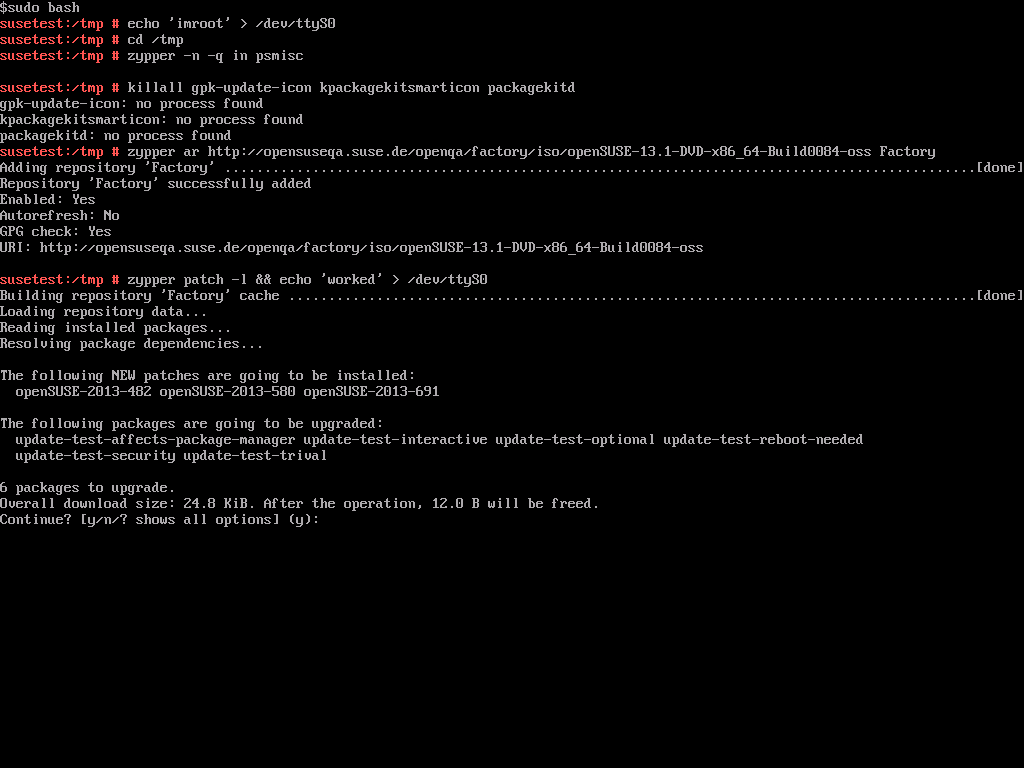 $sudo bash
susetest:/tmp # echo 'imroot' > /dev/ttyS0
susetest:/tmp # cd /tmp
susetest:/tmp # zypper -n -q in psmisc
susetest:/tmp # killall gpk-update-icon kpackagekitsmarticon packagekitd
gpk-update-icon: no process found
kpackagekitsmarticon: no process found
packagekitd: no process found
susetest:/tmp # zypper ar http://opensuseqa.suse.de/openqa/factory/iso/openSUSE-13.1-DVD-x86_64-Build0084-oss Factory
Adding repository 'Factory' ..............................................................................................[done]
Repository 'Factory' successfully added
Enabled: Yes
Autorefresh: No
GPG check: Yes
URI: http://opensuseqa.suse.de/openqa/factory/iso/openSUSE-13.1-DVD-x86_64-Build0084-oss
susetest:/tmp # zypper patch -l && echo 'worked' > /dev/ttyS0
Building repository 'Factory' cache ......................................................................................[done]
Loading repository data...
Reading installed packages...
Resolving package dependencies...
The following NEW patches are going to be installed:
openSUSE-2013-482 openSUSE-2013-580 openSUSE-2013-691
The following packages are going to be upgraded:
update-test-affects-package-manager update-test-interactive update-test-optional update-test-reboot-needed
update-test-security update-test-trival
6 packages to upgrade.
Overall download size: 24.8 KiB. After the operation, 12.0 B will be freed.
Continue? [y/n/? shows all options] (y):